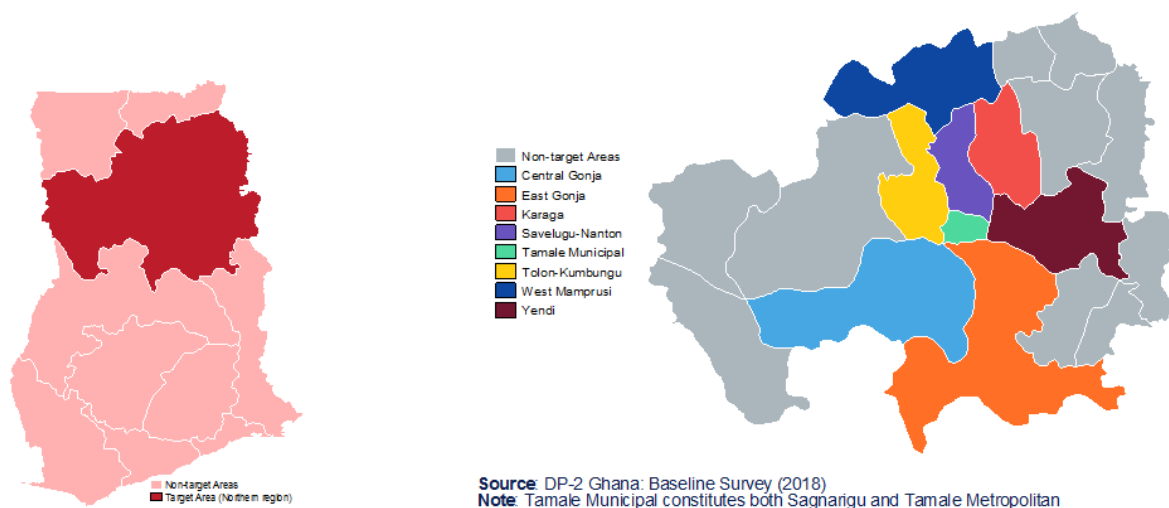 Non-target Areas
Central Gonja
East Gonja
Karaga
Savelugu-Nanton
Tamale Municipal
Tolon-Kumbungu
West Mamprusi
Yendi
Non-target Areas
Target Area (Northern region)
Source: DP-2 Ghana: Baseline Survey (2018)
Note: Tamale Municipal constitutes both Sagnarigu and Tamale Metropolitan